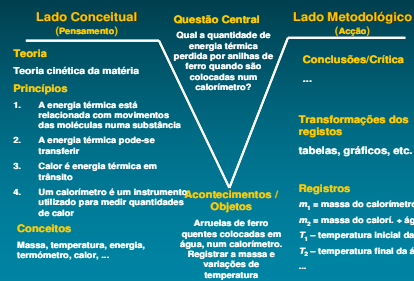 Lado Conceitual
(Pensamento)
Teoria
Teoria cinética da matéria
Princípios
1. A energia térmica está
relacionada com movimentos
das moléculas numa substância
2. A energia térmica pode-se
transferir
3. Calor é energia térmica em
trânsito
4. Um calorímetro é um instrumento
utilizado para medir quantidades
de calor
Conceitos
Massa, temperatura, energia,
termómetro, calor, ...
Questão Central
Qual a quantidade de
energia térmica
perdida por anilhas de
ferro quando são
colocadas num
calorímetro?
Acontecimentos /
Objetos
Arruelas de ferro
quentes colocadas em
água, num calorímetro.
Registrar a massa e
variações de
temperatura
Lado Metodológico
(Acção)
Conclusões/Crítica
...
Transformações dos
registos
tabelas, gráficos, etc.
Registros
m₁ = massa do calorímetro
m₂ = massa do calorí. + ág
T₁ – temperatura inicial da
T₂ – temperatura final da á
...